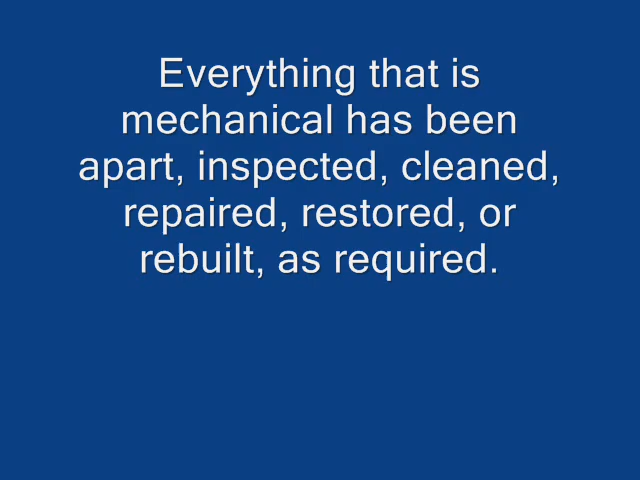 Everything that is
mechanical has been
apart, inspected, cleaned,
repaired, restored, or
rebuilt, as required.